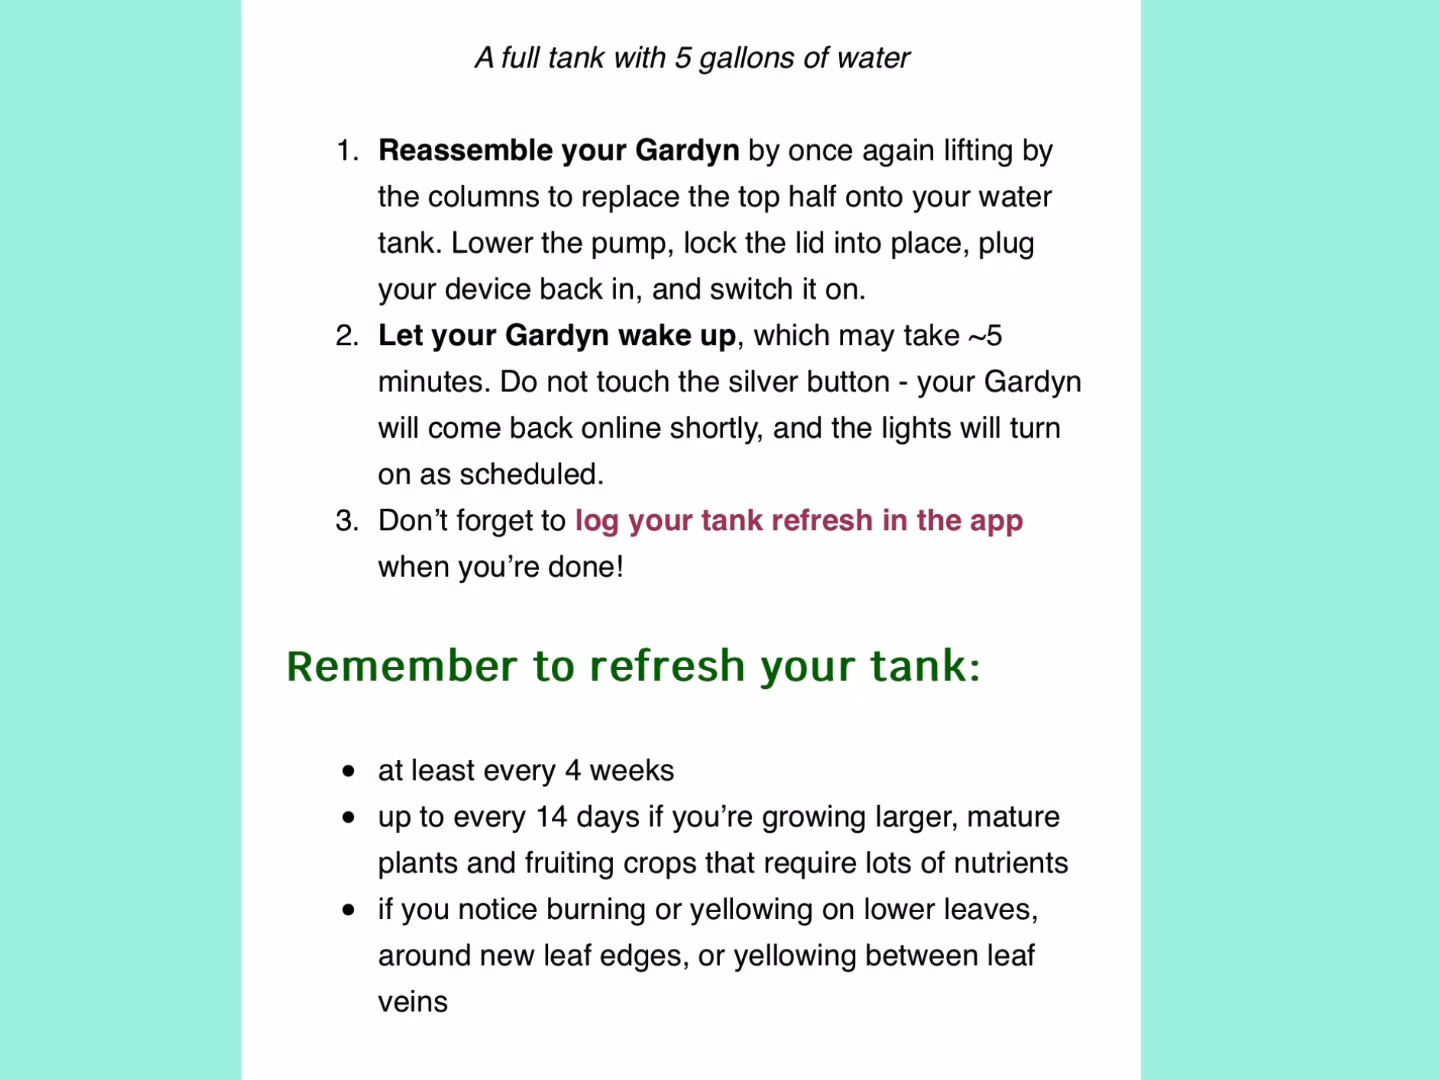 A full tank with 5 gallons of water
1. Reassemble your Gardyn by once again lifting by
the columns to replace the top half onto your water
tank. Lower the pump, lock the lid into place, plug
your device back in, and switch it on.
2. Let your Gardyn wake up, which may take ~5
minutes. Do not touch the silver button - your Gardyn
will come back online shortly, and the lights will turn
on as scheduled.
3. Don’t forget to log your tank refresh in the app
when you’re done!
Remember to refresh your tank:
• at least every 4 weeks
• up to every 14 days if you’re growing larger, mature
plants and fruiting crops that require lots of nutrients
• if you notice burning or yellowing on lower leaves,
around new leaf edges, or yellowing between leaf
veins